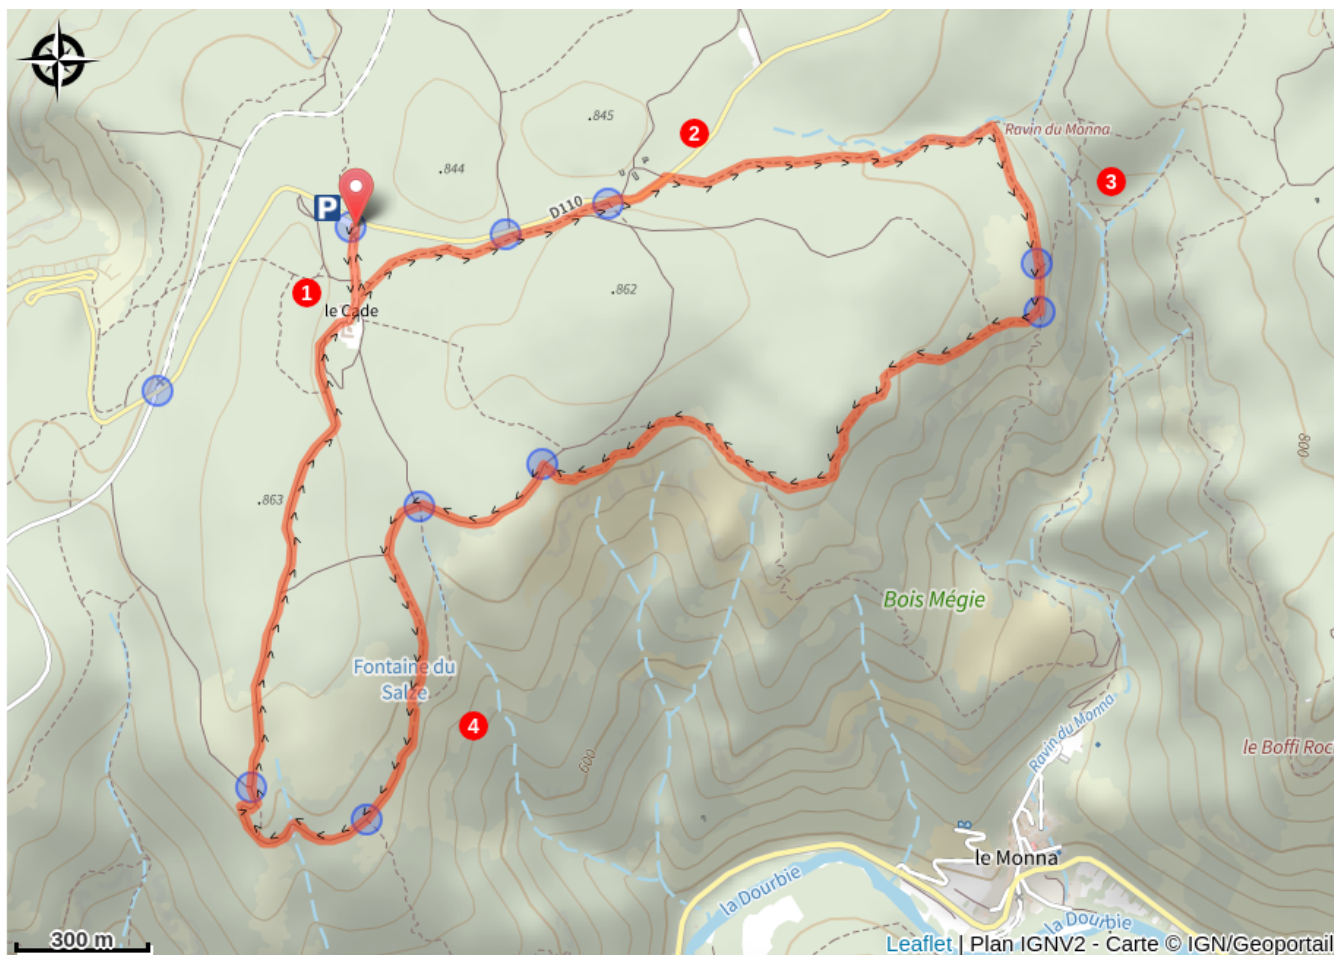 .845
2
Ravin du Monna
.844
3
P
D110
1
.862
le Cade
800
.863
Bois Mégie
Fontaine du
Salze
4
600
Ravin du Monna
le Boffi Roc
le Monna
la Dourbie
la Dourbie
300 m
Leaflet | Plan IGNV2 - Carte © IGN/Geoportail